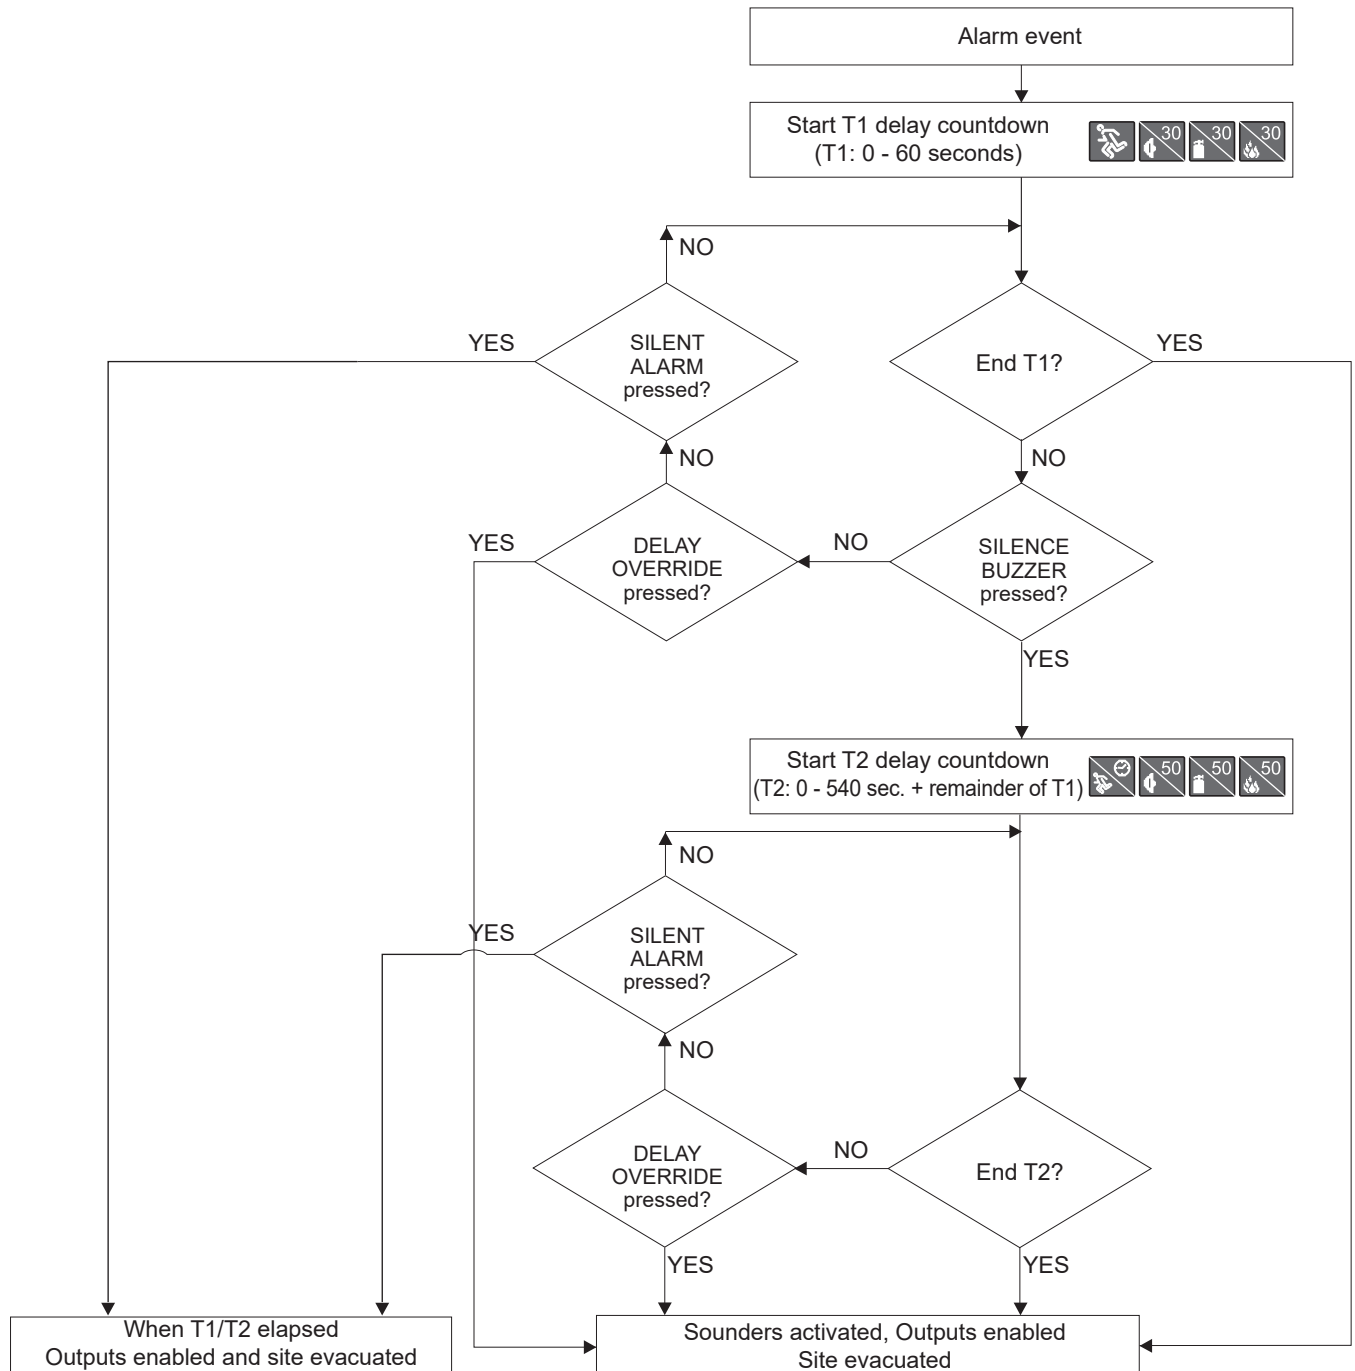 Alarm event
Start T1 delay countdown
(T1: 0 - 60 seconds)
30 30 30
NO
YES
SILENT
ALARM
pressed?
End T1?
YES
NO
NO
YES
DELAY
OVERRIDE
pressed?
NO
SILENCE
BUZZER
pressed?
YES
Start T2 delay countdown
(T2: 0 - 540 sec. + remainder of T1)
50 50 50
NO
YES
SILENT
ALARM
pressed?
NO
DELAY
OVERRIDE
pressed?
NO
End T2?
YES
YES
When T1/T2 elapsed
Outputs enabled and site evacuated
Sounders activated, Outputs enabled
Site evacuated